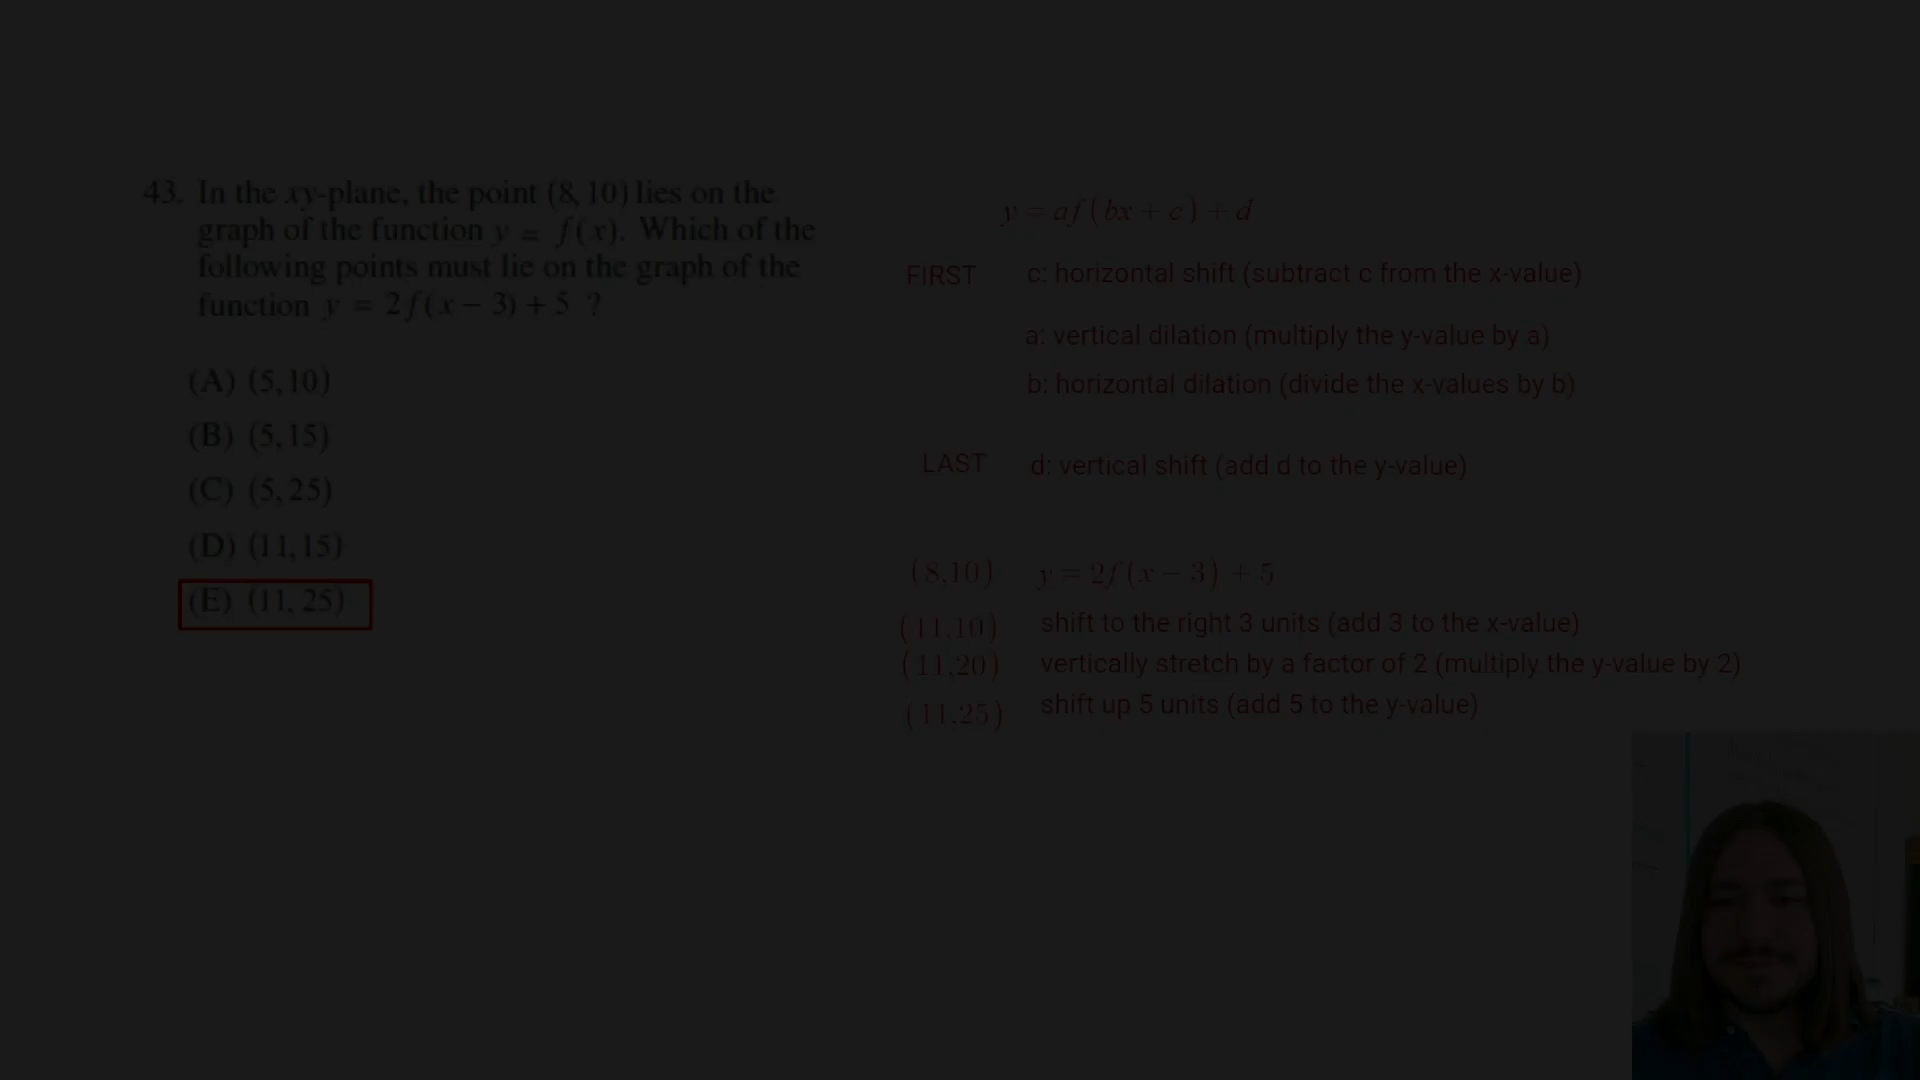 43. In the xy-plane, the point (8, 10) lies on the
graph of the function y = f(x). Which of the
following points must lie on the graph of the
function y = 2f(x − 3) + 5 ?
(A) (5, 10)
(B) (5, 15)
(C) (5, 25)
(D) (11, 15)
(E) (11, 25)
y = af(bx + c) + d
FIRST c: horizontal shift (subtract c from the x-value)
a: vertical dilation (multiply the y-value by a)
b: horizontal dilation (divide the x-values by b)
LAST d: vertical shift (add d to the y-value)
(8,10) y = 2f(x − 3) + 5
(11,10) shift to the right 3 units (add 3 to the x-value)
(11,20) vertically stretch by a factor of 2 (multiply the y-value by 2)
(11,25) shift up 5 units (add 5 to the y-value)